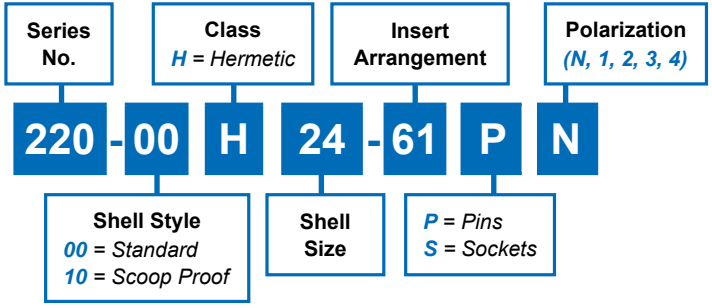 Series
No.
Class
H = Hermetic
Insert
Arrangement
Polarization
(N, 1, 2, 3, 4)
220 - 00 H 24 - 61 P N
Shell Style
00 = Standard
10 = Scoop Proof
Shell
Size
P = Pins
S = Sockets